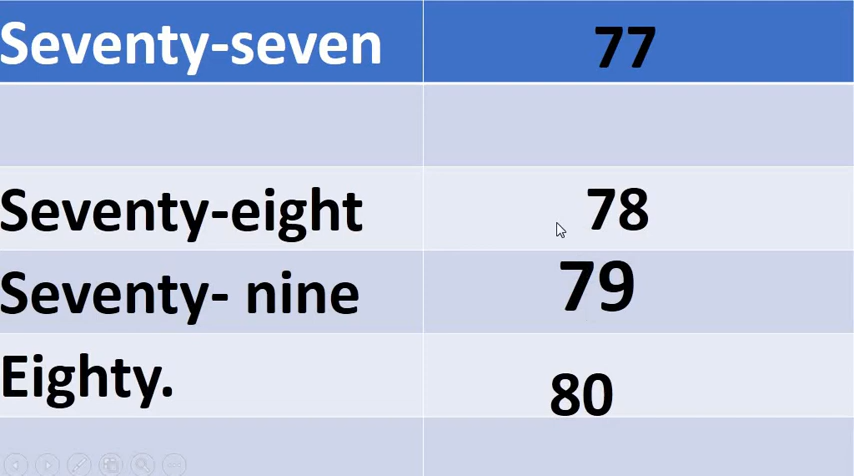 Seventy-seven 77
Seventy-eight 78
Seventy- nine 79
Eighty. 80